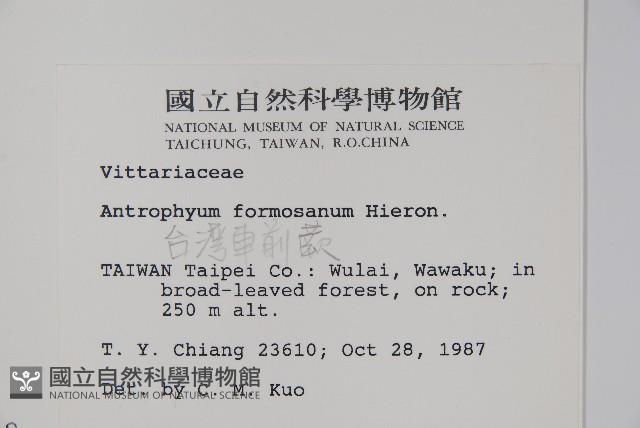 國立自然科學博物館
NATIONAL MUSEUM OF NATURAL SCIENCE
TAICHUNG, TAIWAN, R.O.CHINA
Vittariaceae
Antrophyum formosanum Hieron.
台灣車前蕨
TAIWAN Taipei Co.: Wulai, Wawaku; in
broad-leaved forest, on rock;
250 m alt.
T. Y. Chiang 23610; Oct 28, 1987
Det. by C. M. Kuo
國立自然科學博物館
NATIONAL MUSEUM OF NATURAL SCIENCE